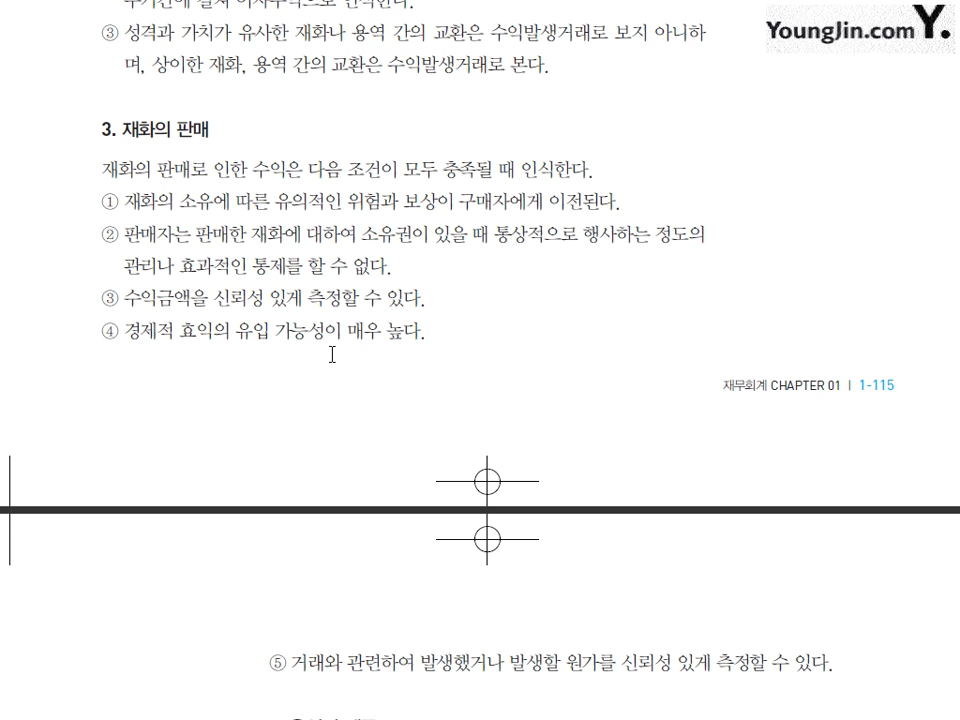 ③ 성격과 가치가 유사한 재화나 용역 간의 교환은 수익발생거래로 보지 아니하
며, 상이한 재화, 용역 간의 교환은 수익발생거래로 본다.
YoungJin.com Y.
3. 재화의 판매
재화의 판매로 인한 수익은 다음 조건이 모두 충족될 때 인식한다.
① 재화의 소유에 따른 유의적인 위험과 보상이 구매자에게 이전된다.
② 판매자는 판매한 재화에 대하여 소유권이 있을 때 통상적으로 행사하는 정도의
관리나 효과적인 통제를 할 수 없다.
③ 수익금액을 신뢰성 있게 측정할 수 있다.
④ 경제적 효익의 유입 가능성이 매우 높다.
재무회계 CHAPTER 01 | 1-115
⑤ 거래와 관련하여 발생했거나 발생할 원가를 신뢰성 있게 측정할 수 있다.